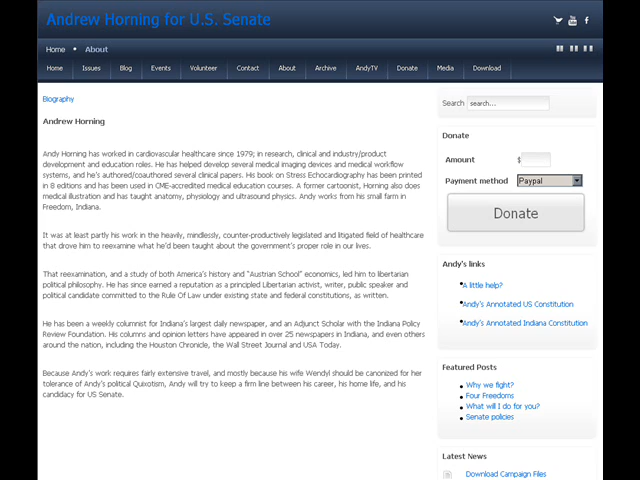 Andrew Horning for U.S. Senate
Home • About
Home Issues Blog Events Volunteer Contact About Archive AndyTV Donate Media Download
Biography
Andrew Horning
Andy Horning has worked in cardiovascular healthcare since 1979; in research, clinical and industry/product
development and education roles. He has helped develop several medical imaging devices and medical workflow
systems, and he's authored/coauthored several clinical papers. His book on Stress Echocardiography has been printed
in 8 editions and has been used in CME-accredited medical education courses. A former cartoonist, Horning also does
medical illustration and has taught anatomy, physiology and ultrasound physics. Andy works from his small farm in
Freedom, Indiana.
It was at least partly his work in the heavily, mindlessly, counter-productively legislated and litigated field of healthcare
that drove him to reexamine what he'd been taught about the government's proper role in our lives.
That reexamination, and a study of both America's history and "Austrian School" economics, led him to libertarian
political philosophy. He has since earned a reputation as a principled Libertarian activist, writer, public speaker and
political candidate committed to the Rule Of Law under existing state and federal constitutions, as written.
He has been a weekly columnist for Indiana's largest daily newspaper, and an Adjunct Scholar with the Indiana Policy
Review Foundation. His columns and opinion letters have appeared in over 25 newspapers in Indiana, and even others
around the nation, including the Houston Chronicle, the Wall Street Journal and USA Today.
Because Andy's work requires fairly extensive travel, and mostly because his wife Wendyl should be canonized for her
tolerance of Andy's political Quixotism, Andy will try to keep a firm line between his career, his home life, and his
candidacy for US Senate.
Search search...
Donate
Amount $
Payment method Paypal
Donate
Andy's links
A little help?
Andy's Annotated US Constitution
Andy's Annotated Indiana Constitution
Featured Posts
Why we fight?
Four Freedoms
What will I do for you?
Senate policies
Latest News
Download Campaign Files